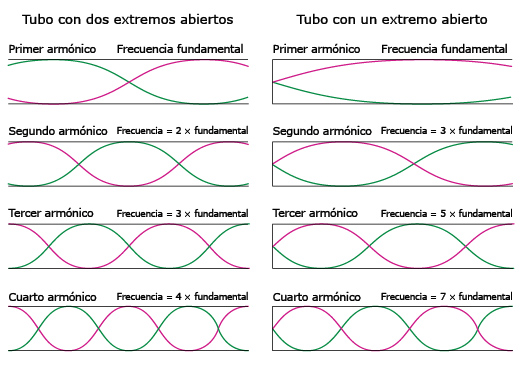 Tubo con dos extremos abiertos
Primer armónico Frecuencia fundamental
Segundo armónico Frecuencia = 2 × fundamental
Tercer armónico Frecuencia = 3 × fundamental
Cuarto armónico Frecuencia = 4 × fundamental
Tubo con un extremo abierto
Primer armónico Frecuencia fundamental
Segundo armónico Frecuencia = 3 × fundamental
Tercer armónico Frecuencia = 5 × fundamental
Cuarto armónico Frecuencia = 7 × fundamental